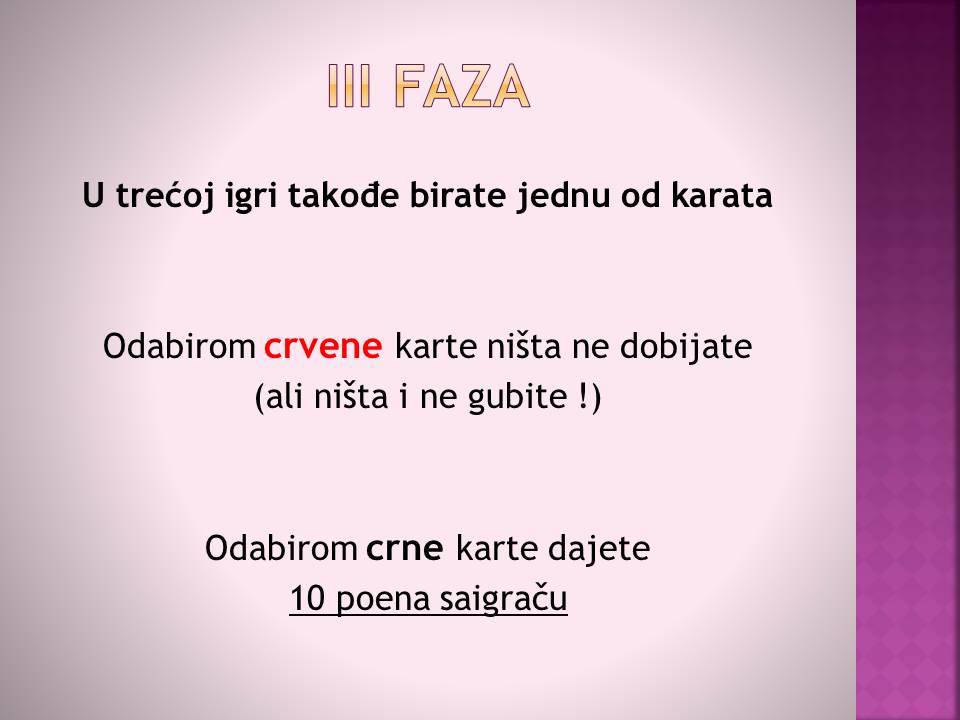 III FAZA
U trećoj igri takođe birate jednu od karata
Odabirom crvene karte ništa ne dobijate
(ali ništa i ne gubite !)
Odabirom crne karte dajete
10 poena saigraču